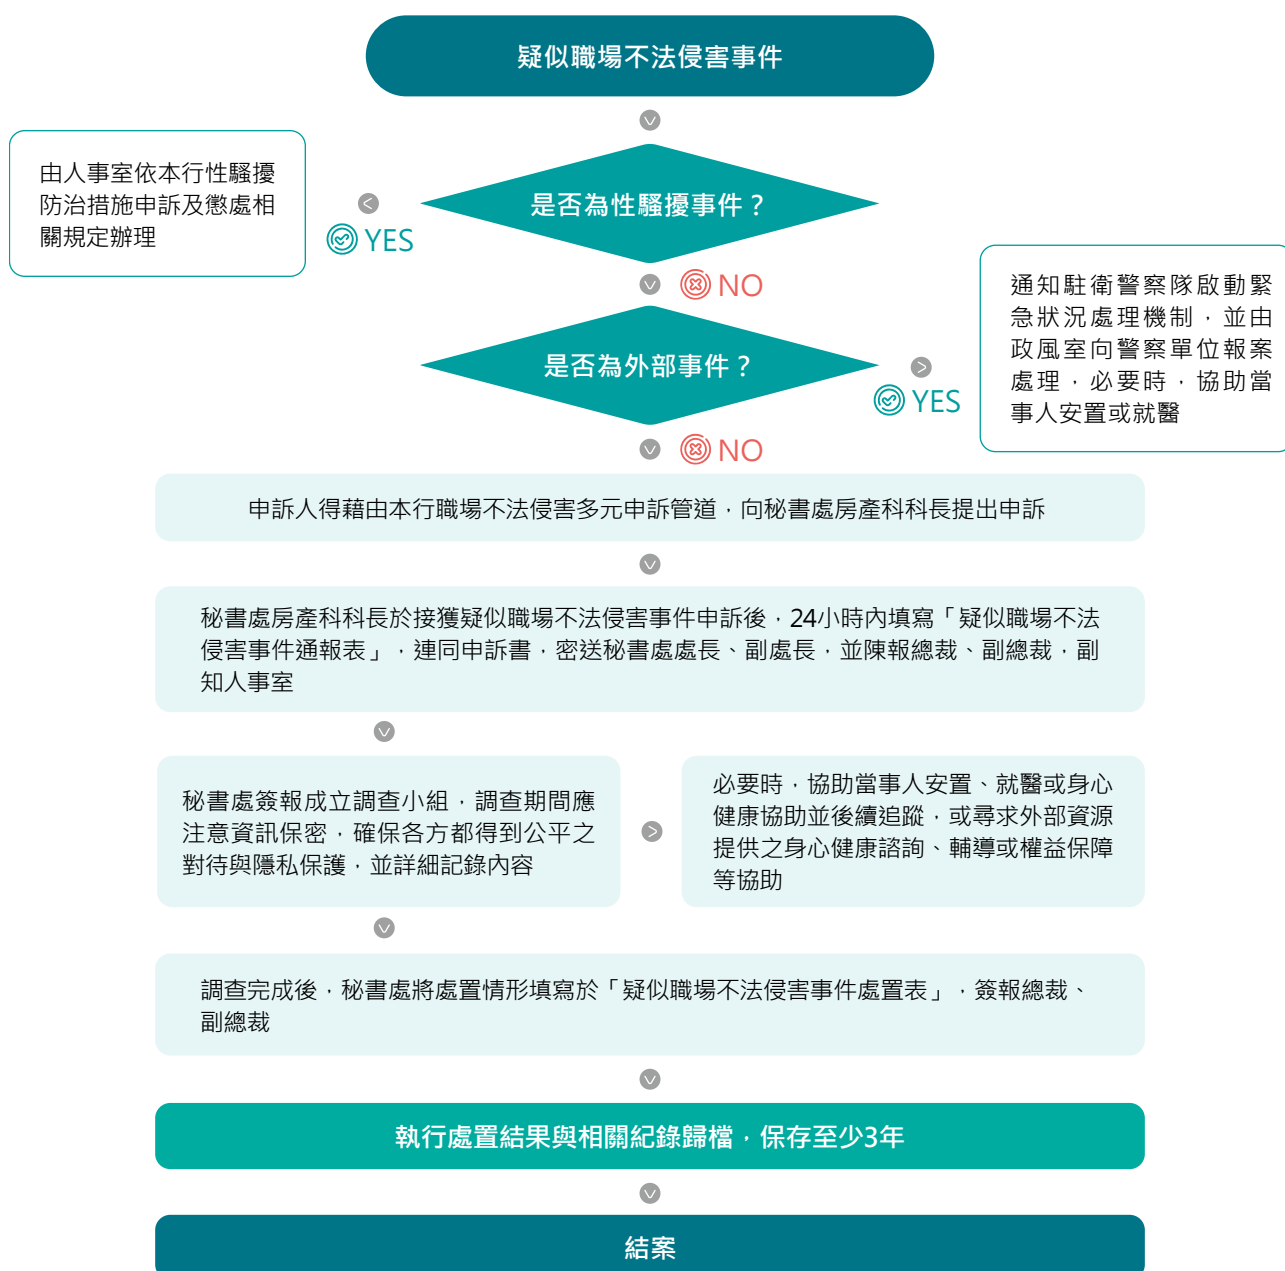 疑似職場不法侵害事件
由人事室依本行性騷擾
防治措施申訴及懲處相
關規定辦理
是否為性騷擾事件？
YES
NO
通知駐衛警察隊啟動緊
急狀況處理機制，並由
政風室向警察單位報案
處理，必要時，協助當
事人安置或就醫
是否為外部事件？
YES
NO
申訴人得藉由本行職場不法侵害多元申訴管道，向秘書處房產科科長提出申訴
秘書處房產科科長於接獲疑似職場不法侵害事件申訴後，24小時內填寫「疑似職場不法
侵害事件通報表」，連同申訴書，密送秘書處處長、副處長，並陳報總裁、副總裁，副
知人事室
秘書處簽報成立調查小組，調查期間應
注意資訊保密，確保各方都得到公平之
對待與隱私保護，並詳細記錄內容
必要時，協助當事人安置、就醫或身心
健康協助並後續追蹤，或尋求外部資源
提供之身心健康諮詢、輔導或權益保障
等協助
調查完成後，秘書處將處置情形填寫於「疑似職場不法侵害事件處置表」，簽報總裁、
副總裁
執行處置結果與相關紀錄歸檔，保存至少3年
結案